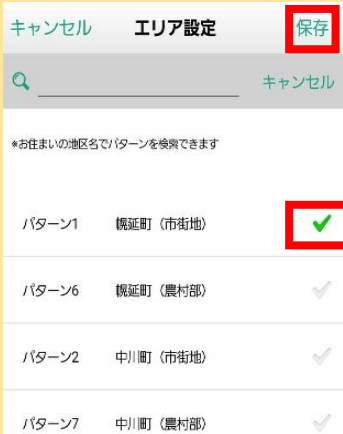 キャンセル エリア設定 保存
キャンセル
*お住まいの地区名でパターンを検索できます
パターン1 幌延町（市街地）
パターン6 幌延町（農村部）
パターン2 中川町（市街地）
パターン7 中川町（農村部）